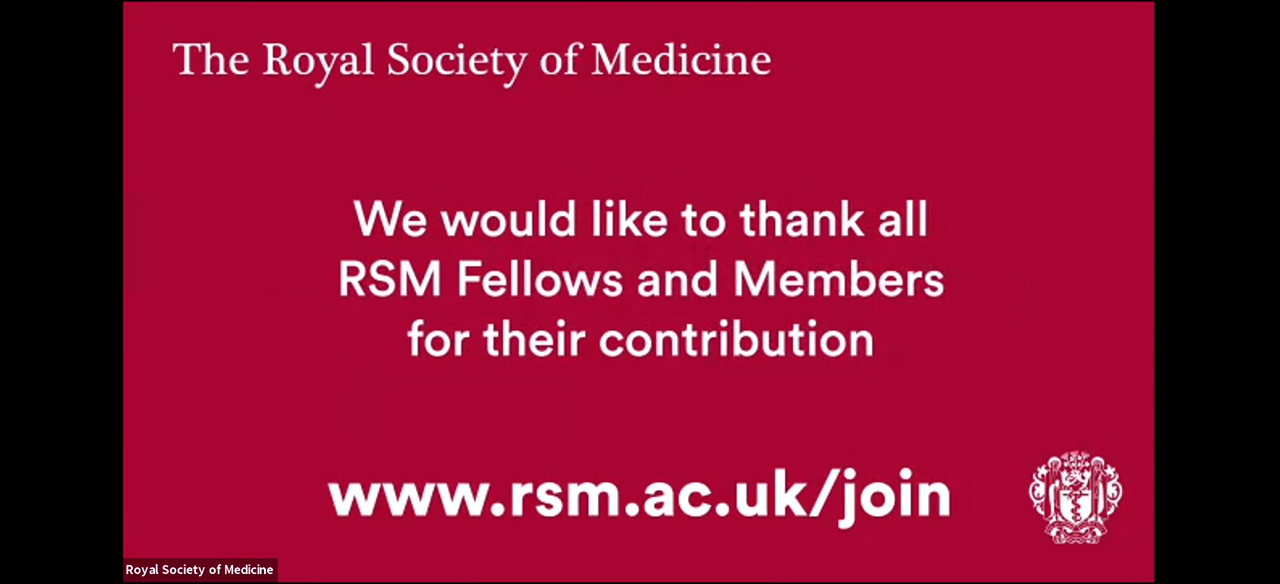 The Royal Society of Medicine
We would like to thank all
RSM Fellows and Members
for their contribution
www.rsm.ac.uk/join
Royal Society of Medicine